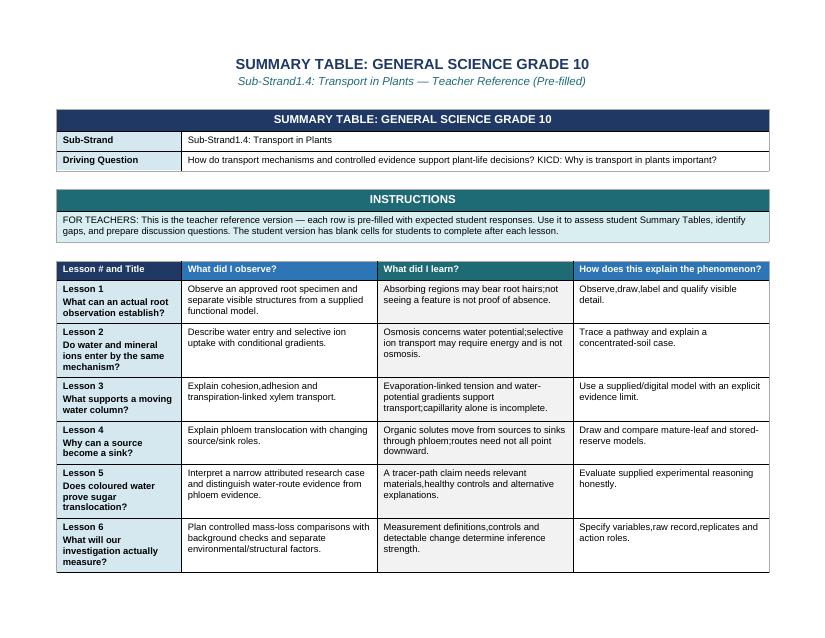 SUMMARY TABLE: GENERAL SCIENCE GRADE 10
Sub-Strand1.4: Transport in Plants — Teacher Reference (Pre-filled)
SUMMARY TABLE: GENERAL SCIENCE GRADE 10
Sub-Strand
Sub-Strand1.4: Transport in Plants
Driving Question
How do transport mechanisms and controlled evidence support plant-life decisions? KICD: Why is transport in plants important?
INSTRUCTIONS
FOR TEACHERS: This is the teacher reference version — each row is pre-filled with expected student responses. Use it to assess student Summary Tables, identify
gaps, and prepare discussion questions. The student version has blank cells for students to complete after each lesson.
Lesson # and Title
What did I observe?
What did I learn?
How does this explain the phenomenon?
Lesson 1
What can an actual root
observation establish?
Observe an approved root specimen and
separate visible structures from a supplied
functional model.
Absorbing regions may bear root hairs;not
seeing a feature is not proof of absence.
Observe,draw,label and qualify visible
detail.
Lesson 2
Do water and mineral
ions enter by the same
mechanism?
Describe water entry and selective ion
uptake with conditional gradients.
Osmosis concerns water potential;selective
ion transport may require energy and is not
osmosis.
Trace a pathway and explain a
concentrated-soil case.
Lesson 3
What supports a moving
water column?
Explain cohesion,adhesion and
transpiration-linked xylem transport.
Evaporation-linked tension and water-
potential gradients support
transport;capillarity alone is incomplete.
Use a supplied/digital model with an explicit
evidence limit.
Lesson 4
Why can a source
become a sink?
Explain phloem translocation with changing
source/sink roles.
Organic solutes move from sources to sinks
through phloem;routes need not all point
downward.
Draw and compare mature-leaf and stored-
reserve models.
Lesson 5
Does coloured water
prove sugar
translocation?
Interpret a narrow attributed research case
and distinguish water-route evidence from
phloem evidence.
A tracer-path claim needs relevant
materials,healthy controls and alternative
explanations.
Evaluate supplied experimental reasoning
honestly.
Lesson 6
What will our
investigation actually
measure?
Plan controlled mass-loss comparisons with
background checks and separate
environmental/structural factors.
Measurement definitions,controls and
detectable change determine inference
strength.
Specify variables,raw record,replicates and
action roles.